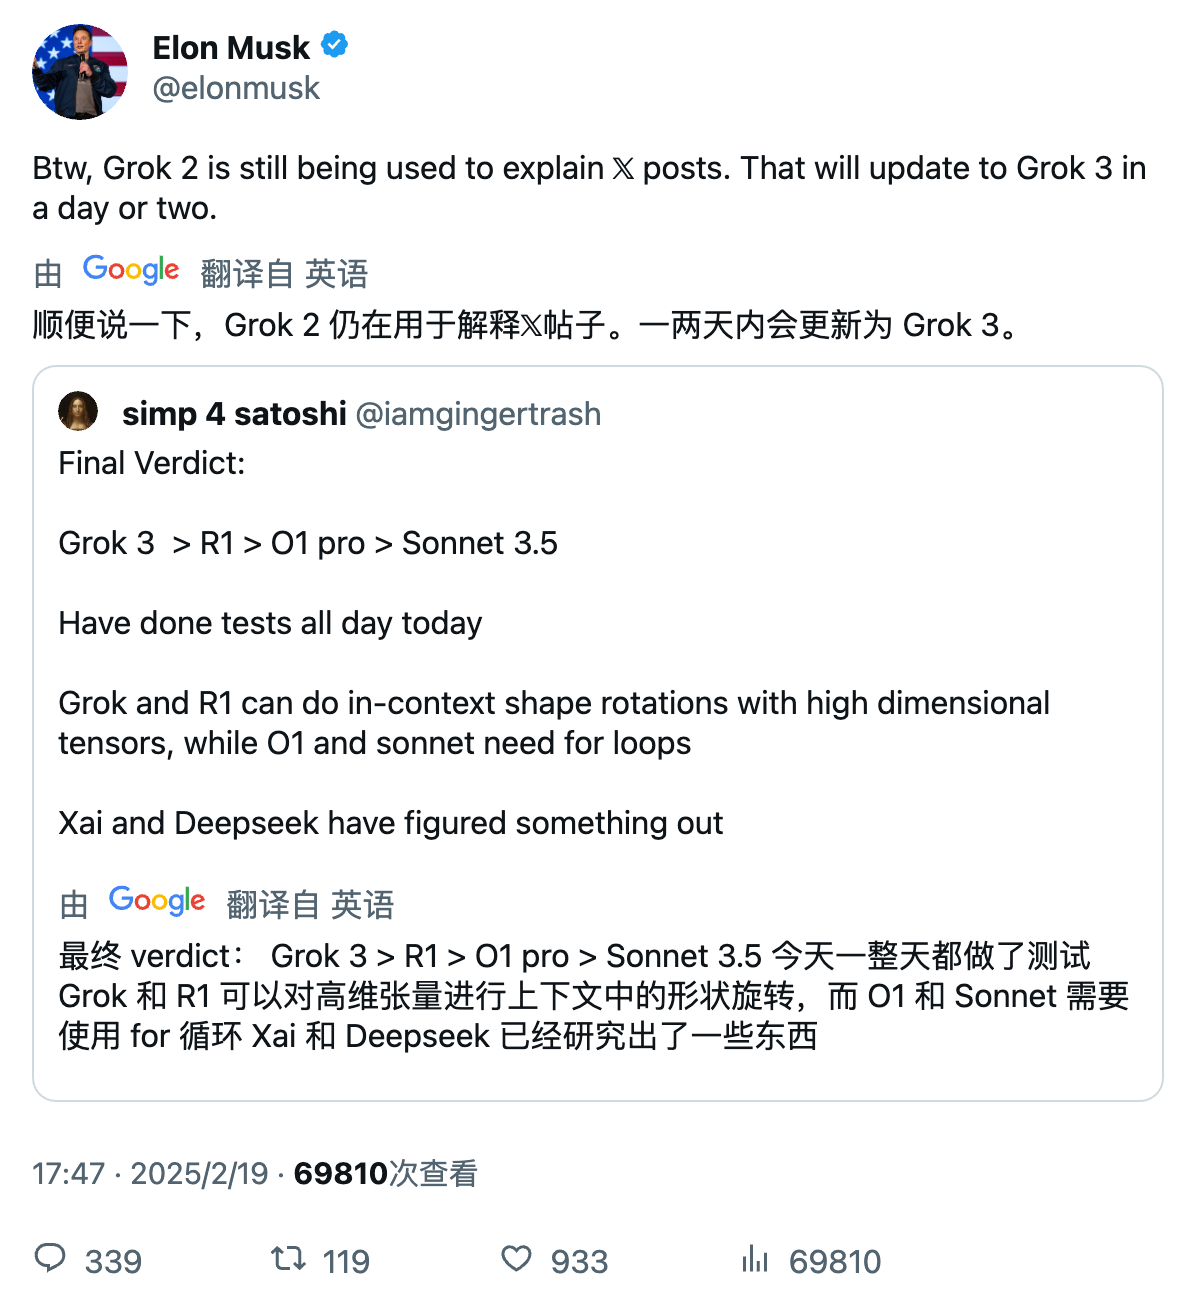 Elon Musk
@elonmusk
Btw, Grok 2 is still being used to explain 𝕏 posts. That will update to Grok 3 in
a day or two.
由 Google 翻译自 英语
顺便说一下，Grok 2 仍在用于解释𝕏帖子。一两天内会更新为 Grok 3。
simp 4 satoshi @iamgingertrash
Final Verdict:
Grok 3  > R1 > O1 pro > Sonnet 3.5
Have done tests all day today
Grok and R1 can do in-context shape rotations with high dimensional
tensors, while O1 and sonnet need for loops
Xai and Deepseek have figured something out
由 Google 翻译自 英语
最终 verdict： Grok 3 > R1 > O1 pro > Sonnet 3.5 今天一整天都做了测试
Grok 和 R1 可以对高维张量进行上下文中的形状旋转，而 O1 和 Sonnet 需要
使用 for 循环 Xai 和 Deepseek 已经研究出了一些东西
17:47 · 2025/2/19 · 69810次查看
339 119 933 69810